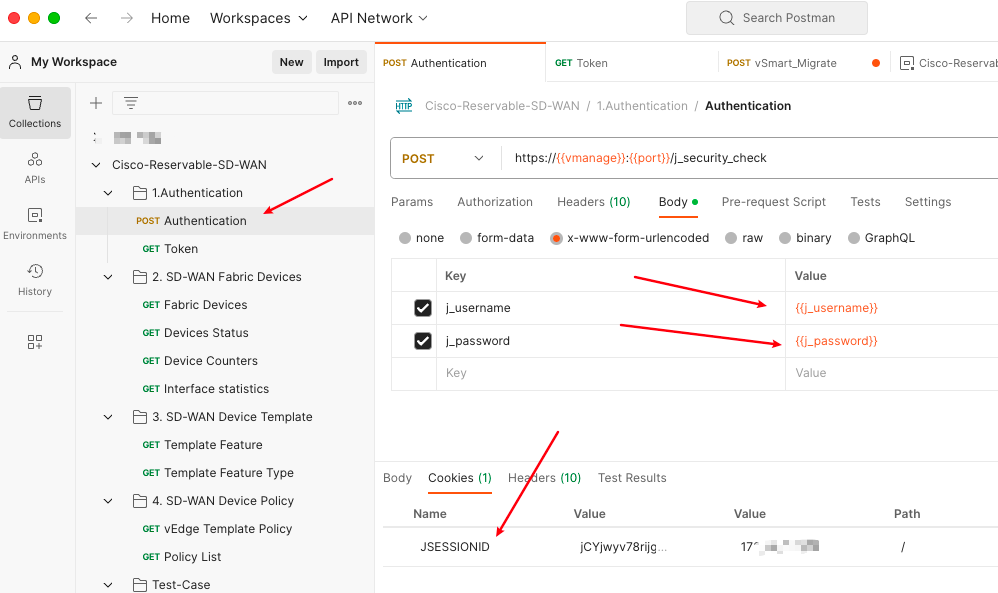 Home Workspaces API Network Search Postman
My Workspace New Import
POST Authentication GET Token POST vSmart_Migrate Cisco-Reservab
Collections
APIs
Environments
History
Cisco-Reservable-SD-WAN
1.Authentication
POST Authentication
GET Token
2. SD-WAN Fabric Devices
GET Fabric Devices
GET Devices Status
GET Device Counters
GET Interface statistics
3. SD-WAN Device Template
GET Template Feature
GET Template Feature Type
4. SD-WAN Device Policy
GET vEdge Template Policy
GET Policy List
Test-Case
HTTP Cisco-Reservable-SD-WAN / 1.Authentication / Authentication
POST https://{{vmanage}}:{{port}}/j_security_check
Params Authorization Headers (10) Body Pre-request Script Tests Settings
none form-data x-www-form-urlencoded raw binary GraphQL
Key Value
j_username {{j_username}}
j_password {{j_password}}
Key Value
Body Cookies (1) Headers (10) Test Results
Name Value Value Path
JSESSIONID jCYjwyv78rijg... /